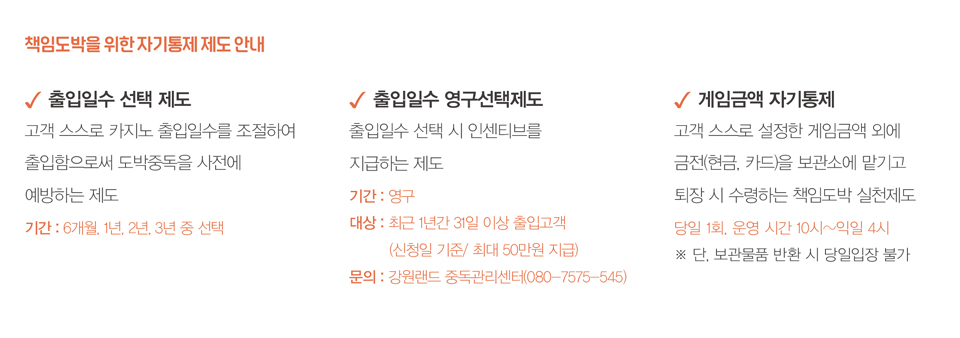 책임도박을 위한 자기통제 제도 안내
✓ 출입일수 선택 제도
고객 스스로 카지노 출입일수를 조절하여
출입함으로써 도박중독을 사전에
예방하는 제도
기간 : 6개월, 1년, 2년, 3년 중 선택
✓ 출입일수 영구선택제도
출입일수 선택 시 인센티브를
지급하는 제도
기간 : 영구
대상 : 최근 1년간 31일 이상 출입고객
(신청일 기준/ 최대 50만원 지급)
문의 : 강원랜드 중독관리센터(080-7575-545)
✓ 게임금액 자기통제
고객 스스로 설정한 게임금액 외에
금전(현금, 카드)을 보관소에 맡기고
퇴장 시 수령하는 책임도박 실천제도
당일 1회, 운영 시간 10시~익일 4시
※ 단, 보관물품 반환 시 당일입장 불가